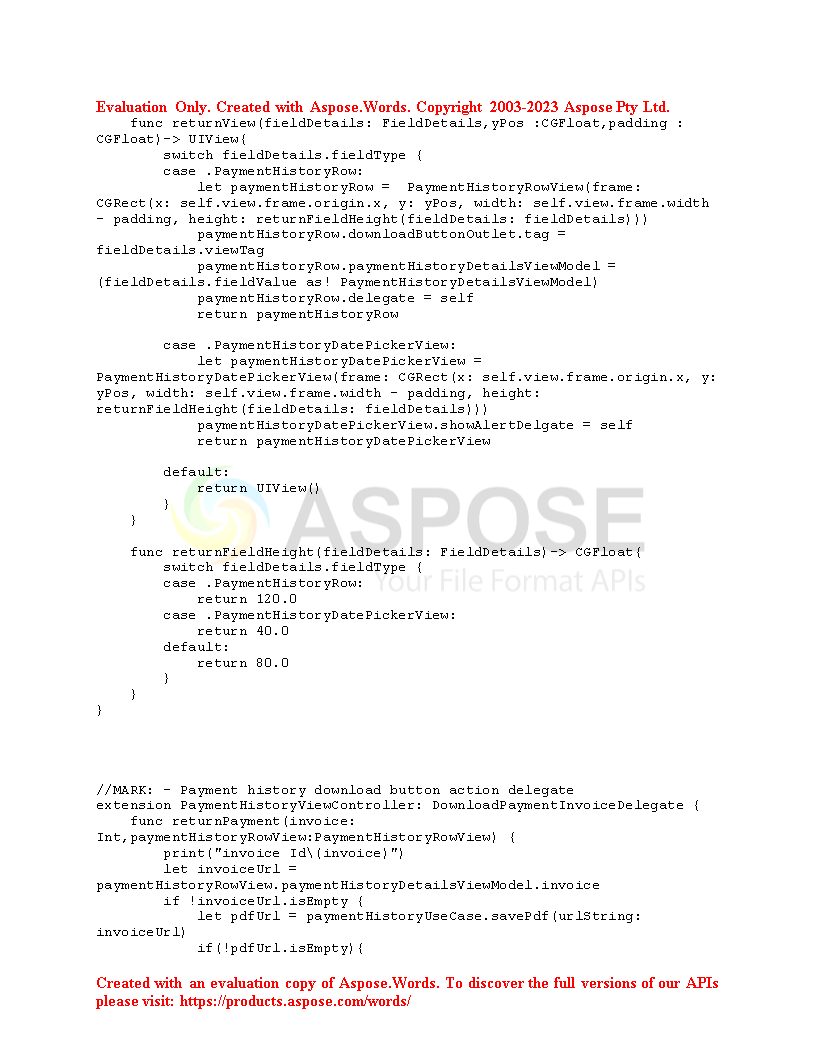 Evaluation Only. Created with Aspose.Words. Copyright 2003-2023 Aspose Pty Ltd.
    func returnView(fieldDetails: FieldDetails,yPos :CGFloat,padding :
CGFloat)-> UIView{
        switch fieldDetails.fieldType {
        case .PaymentHistoryRow:
            let paymentHistoryRow =  PaymentHistoryRowView(frame:
CGRect(x: self.view.frame.origin.x, y: yPos, width: self.view.frame.width
- padding, height: returnFieldHeight(fieldDetails: fieldDetails)))
            paymentHistoryRow.downloadButtonOutlet.tag =
fieldDetails.viewTag
            paymentHistoryRow.paymentHistoryDetailsViewModel =
(fieldDetails.fieldValue as! PaymentHistoryDetailsViewModel)
            paymentHistoryRow.delegate = self
            return paymentHistoryRow

        case .PaymentHistoryDatePickerView:
            let paymentHistoryDatePickerView =
PaymentHistoryDatePickerView(frame: CGRect(x: self.view.frame.origin.x, y:
yPos, width: self.view.frame.width - padding, height:
returnFieldHeight(fieldDetails: fieldDetails)))
            paymentHistoryDatePickerView.showAlertDelgate = self
            return paymentHistoryDatePickerView

        default:
            return UIView()
        }
    }
ASPOSE
Your File Format APIs

    func returnFieldHeight(fieldDetails: FieldDetails)-> CGFloat{
        switch fieldDetails.fieldType {
        case .PaymentHistoryRow:
            return 120.0
        case .PaymentHistoryDatePickerView:
            return 40.0
        default:
            return 80.0
        }
    }
}

//MARK: - Payment history download button action delegate
extension PaymentHistoryViewController: DownloadPaymentInvoiceDelegate {
    func returnPayment(invoice:
Int,paymentHistoryRowView:PaymentHistoryRowView) {
        print("invoice Id\(invoice)")
        let invoiceUrl =
paymentHistoryRowView.paymentHistoryDetailsViewModel.invoice
        if !invoiceUrl.isEmpty {
            let pdfUrl = paymentHistoryUseCase.savePdf(urlString:
invoiceUrl)
            if(!pdfUrl.isEmpty){
Created with an evaluation copy of Aspose.Words. To discover the full versions of our APIs
please visit: https://products.aspose.com/words/